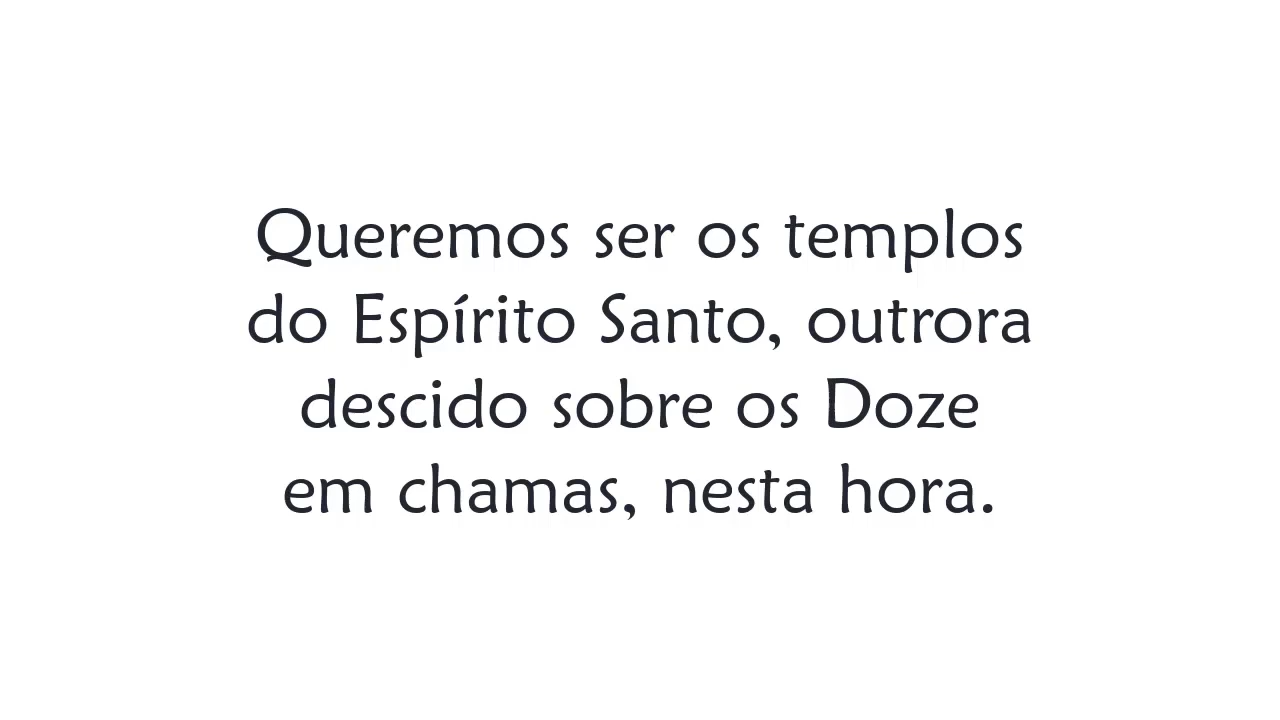 Queremos ser os templos
do Espírito Santo, outrora
descido sobre os Doze
em chamas, nesta hora.